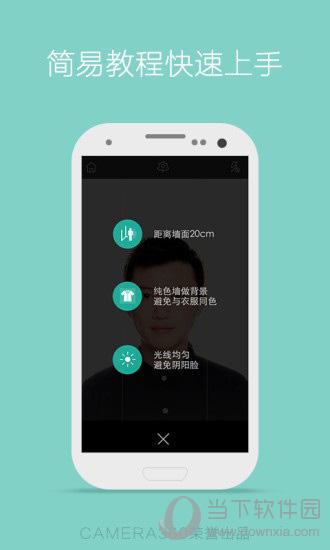 简易教程快速上手
距离墙面20cm
纯色墙做背景
避免与衣服同色
光线均匀
避免阴阳脸
CAMERA360荣誉出品
当下软件园
www.downxia.com